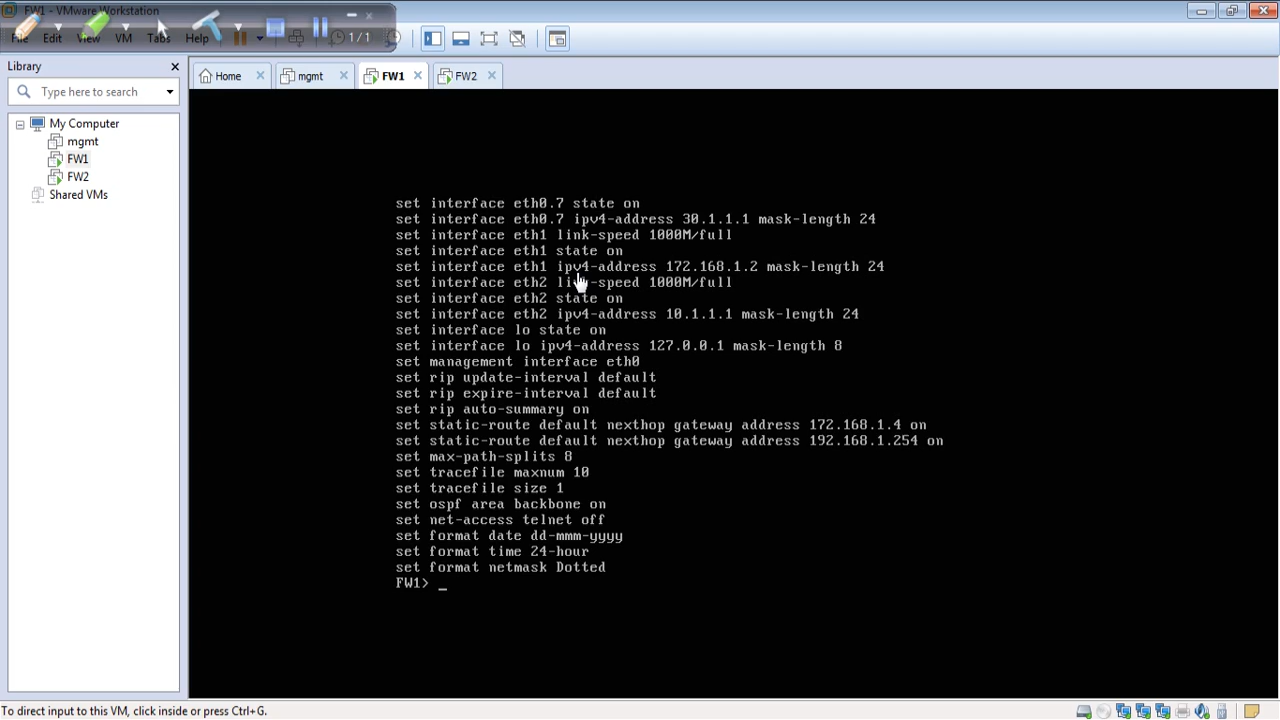 FW1 - VMware Workstation
File Edit View VM Tabs Help 1 / 1
Library
Type here to search
My Computer
mgmt
FW1
FW2
Shared VMs
Home mgmt FW1 FW2
set interface eth0.7 state on
set interface eth0.7 ipv4-address 30.1.1.1 mask-length 24
set interface eth1 link-speed 1000M/full
set interface eth1 state on
set interface eth1 ipv4-address 172.168.1.2 mask-length 24
set interface eth2 link-speed 1000M/full
set interface eth2 state on
set interface eth2 ipv4-address 10.1.1.1 mask-length 24
set interface lo state on
set interface lo ipv4-address 127.0.0.1 mask-length 8
set management interface eth0
set rip update-interval default
set rip expire-interval default
set rip auto-summary on
set static-route default nexthop gateway address 172.168.1.4 on
set static-route default nexthop gateway address 192.168.1.254 on
set max-path-splits 8
set tracefile maxnum 10
set tracefile size 1
set ospf area backbone on
set net-access telnet off
set format date dd-mmm-yyyy
set format time 24-hour
set format netmask Dotted
FW1> _
To direct input to this VM, click inside or press Ctrl+G.